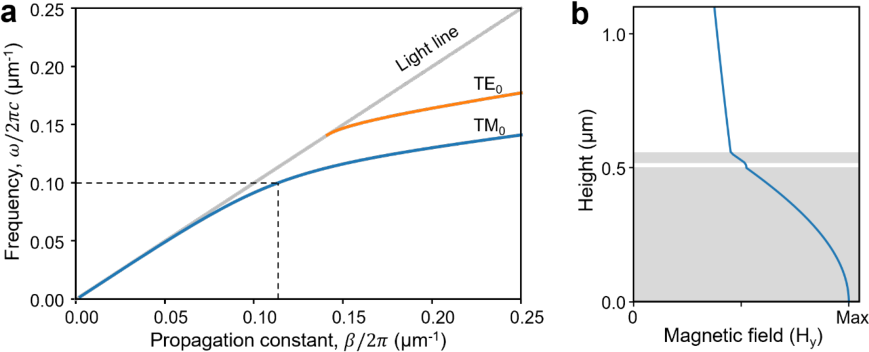 a
Frequency, ω/2πc (μm-1)
0.25
0.20
0.15
0.10
0.05
0.00
Light line
TE0
TM0
0.00 0.05 0.10 0.15 0.20 0.25
Propagation constant, β/2π (μm-1)
b
Height (μm)
1.0
0.5
0.0
0 Max
Magnetic field (Hy)